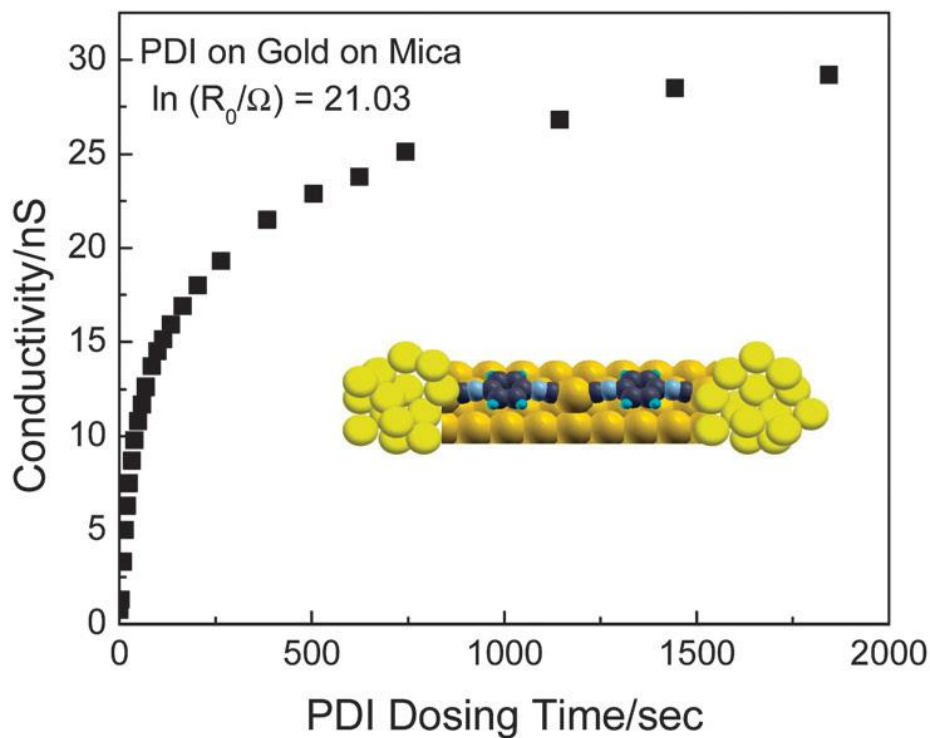 PDI on Gold on Mica
ln (R₀/Ω) = 21.03
Conductivity/nS
30
25
20
15
10
5
0
0 500 1000 1500 2000
PDI Dosing Time/sec